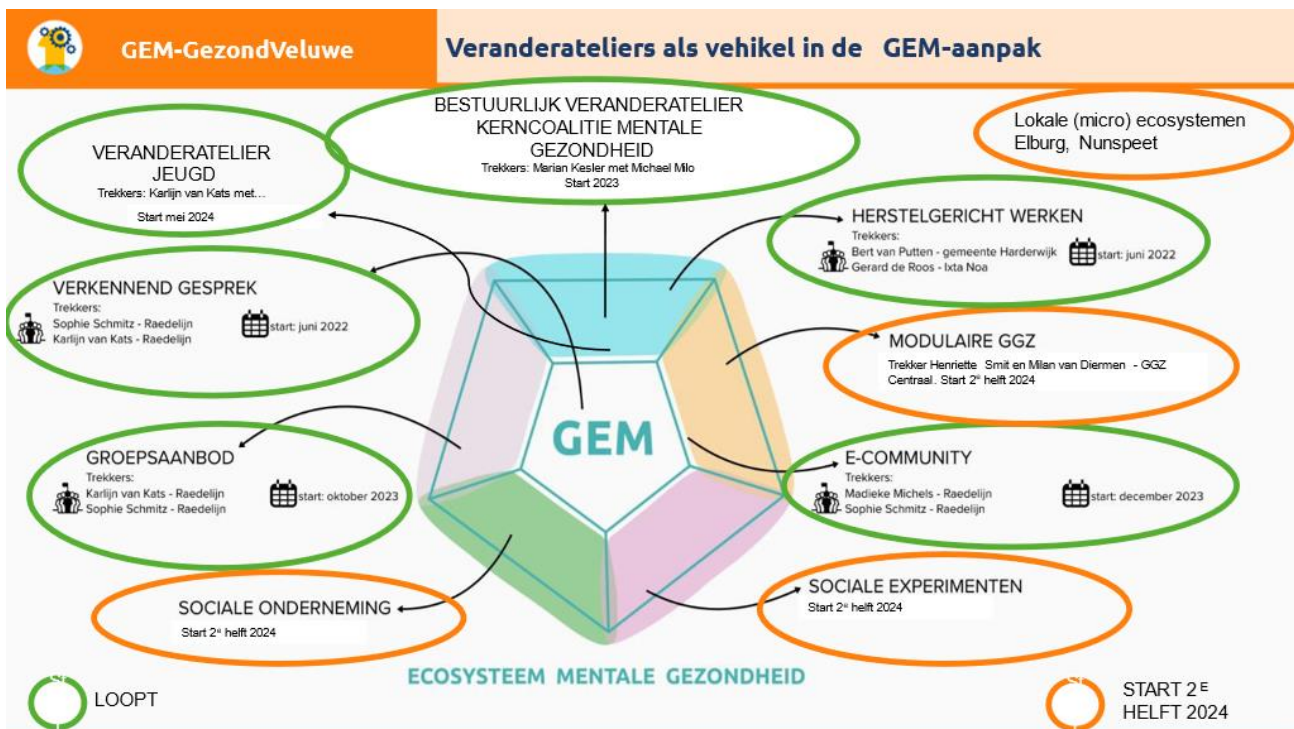 GEM-GezondVeluwe
Veranderateliers als vehikel in de GEM-aanpak
BESTUURLIJK VERANDERATELIER
KERNCOALITIE MENTALE
GEZONDHEID
Trekkers: Marian Kesler met Michael Milo
Start 2023
Lokale (micro) ecosystemen
Elburg, Nunspeet
VERANDERATELIER
JEUGD
Trekkers: Karlijn van Kats met...
Start mei 2024
HERSTELGERICHT WERKEN
Trekkers:
Bert van Putten - gemeente Harderwijk
Gerard de Roos - Ixta Noa
start: juni 2022
VERKENNEND GESPREK
Trekkers:
Sophie Schmitz - Raedelijn
Karlijn van Kats - Raedelijn
start: juni 2022
MODULAIRE GGZ
Trekker Henriette Smit en Milan van Diermen - GGZ
Centraal. Start 2e helft 2024
GEM
GROEPSAANBOD
Trekkers:
Karlijn van Kats - Raedelijn
Sophie Schmitz - Raedelijn
start: oktober 2023
E-COMMUNITY
Trekkers:
Madieke Michels - Raedelijn
Sophie Schmitz - Raedelijn
start: december 2023
SOCIALE ONDERNEMING
Start 2e helft 2024
SOCIALE EXPERIMENTEN
Start 2e helft 2024
ECOSYSTEEM MENTALE GEZONDHEID
LOOPT
START 2E
HELFT 2024